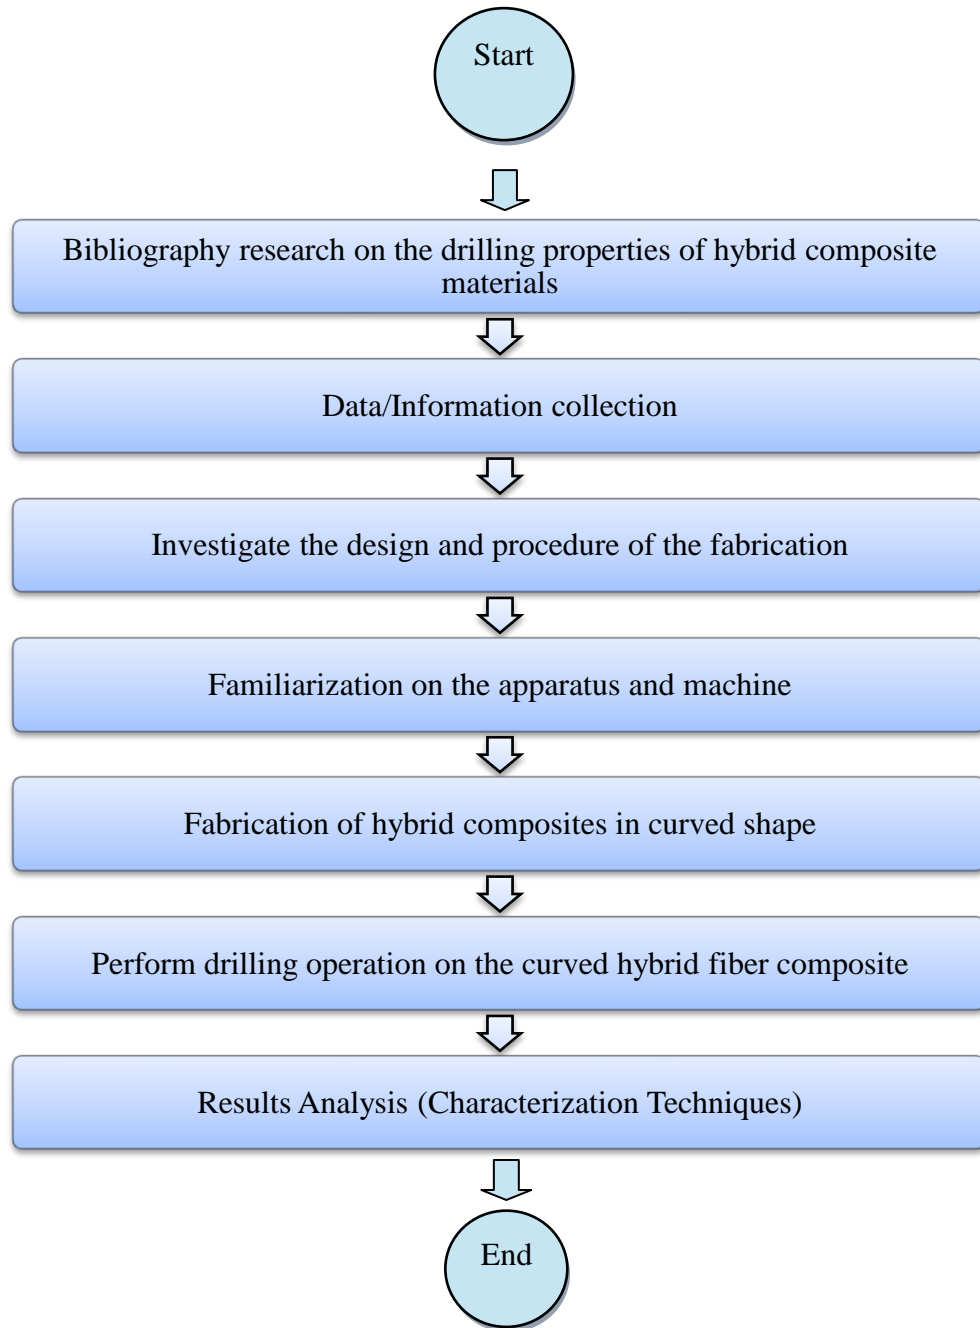 Start
Bibliography research on the drilling properties of hybrid composite
materials
Data/Information collection
Investigate the design and procedure of the fabrication
Familiarization on the apparatus and machine
Fabrication of hybrid composites in curved shape
Perform drilling operation on the curved hybrid fiber composite
Results Analysis (Characterization Techniques)
End